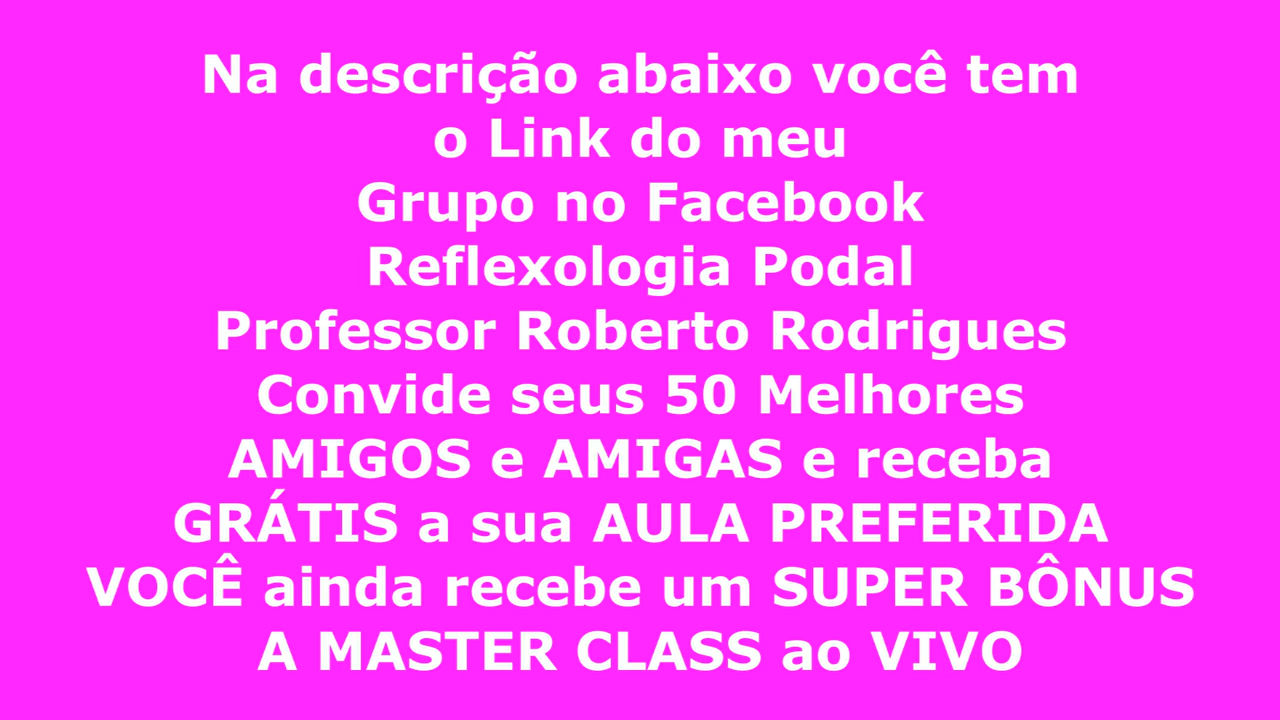 Na descrição abaixo você tem
o Link do meu
Grupo no Facebook
Reflexologia Podal
Professor Roberto Rodrigues
Convide seus 50 Melhores
AMIGOS e AMIGAS e receba
GRÁTIS a sua AULA PREFERIDA
VOCÊ ainda recebe um SUPER BÔNUS
A MASTER CLASS ao VIVO